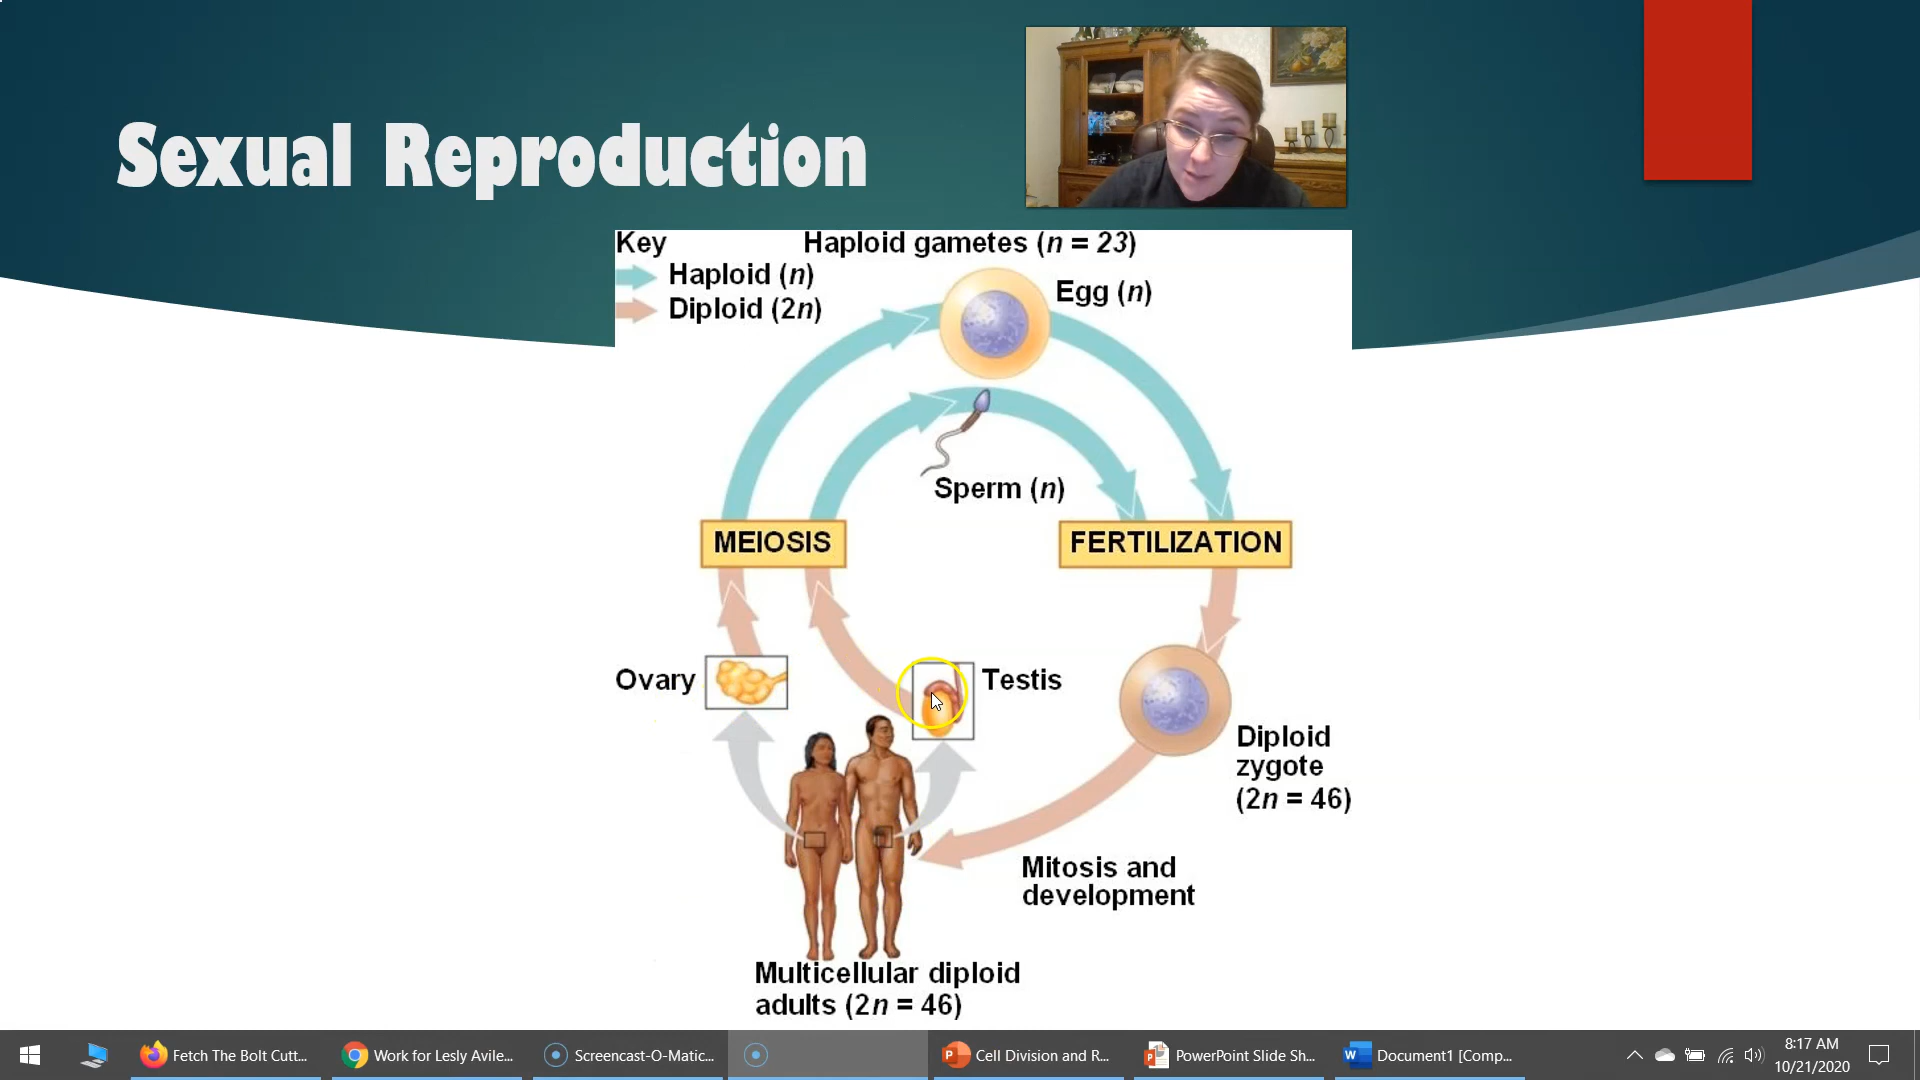 Sexual Reproduction
Key
Haploid gametes (n = 23)
Haploid (n)
Diploid (2n)
Egg (n)
Sperm (n)
MEIOSIS
FERTILIZATION
Ovary
Testis
Diploid
zygote
(2n = 46)
Mitosis and
development
Multicellular diploid
adults (2n = 46)
Fetch The Bolt Cutt...
Work for Lesly Avile...
Screencast-O-Matic...
Cell Division and R...
PowerPoint Slide Sh...
Document1 [Comp...
8:17 AM
10/21/2020